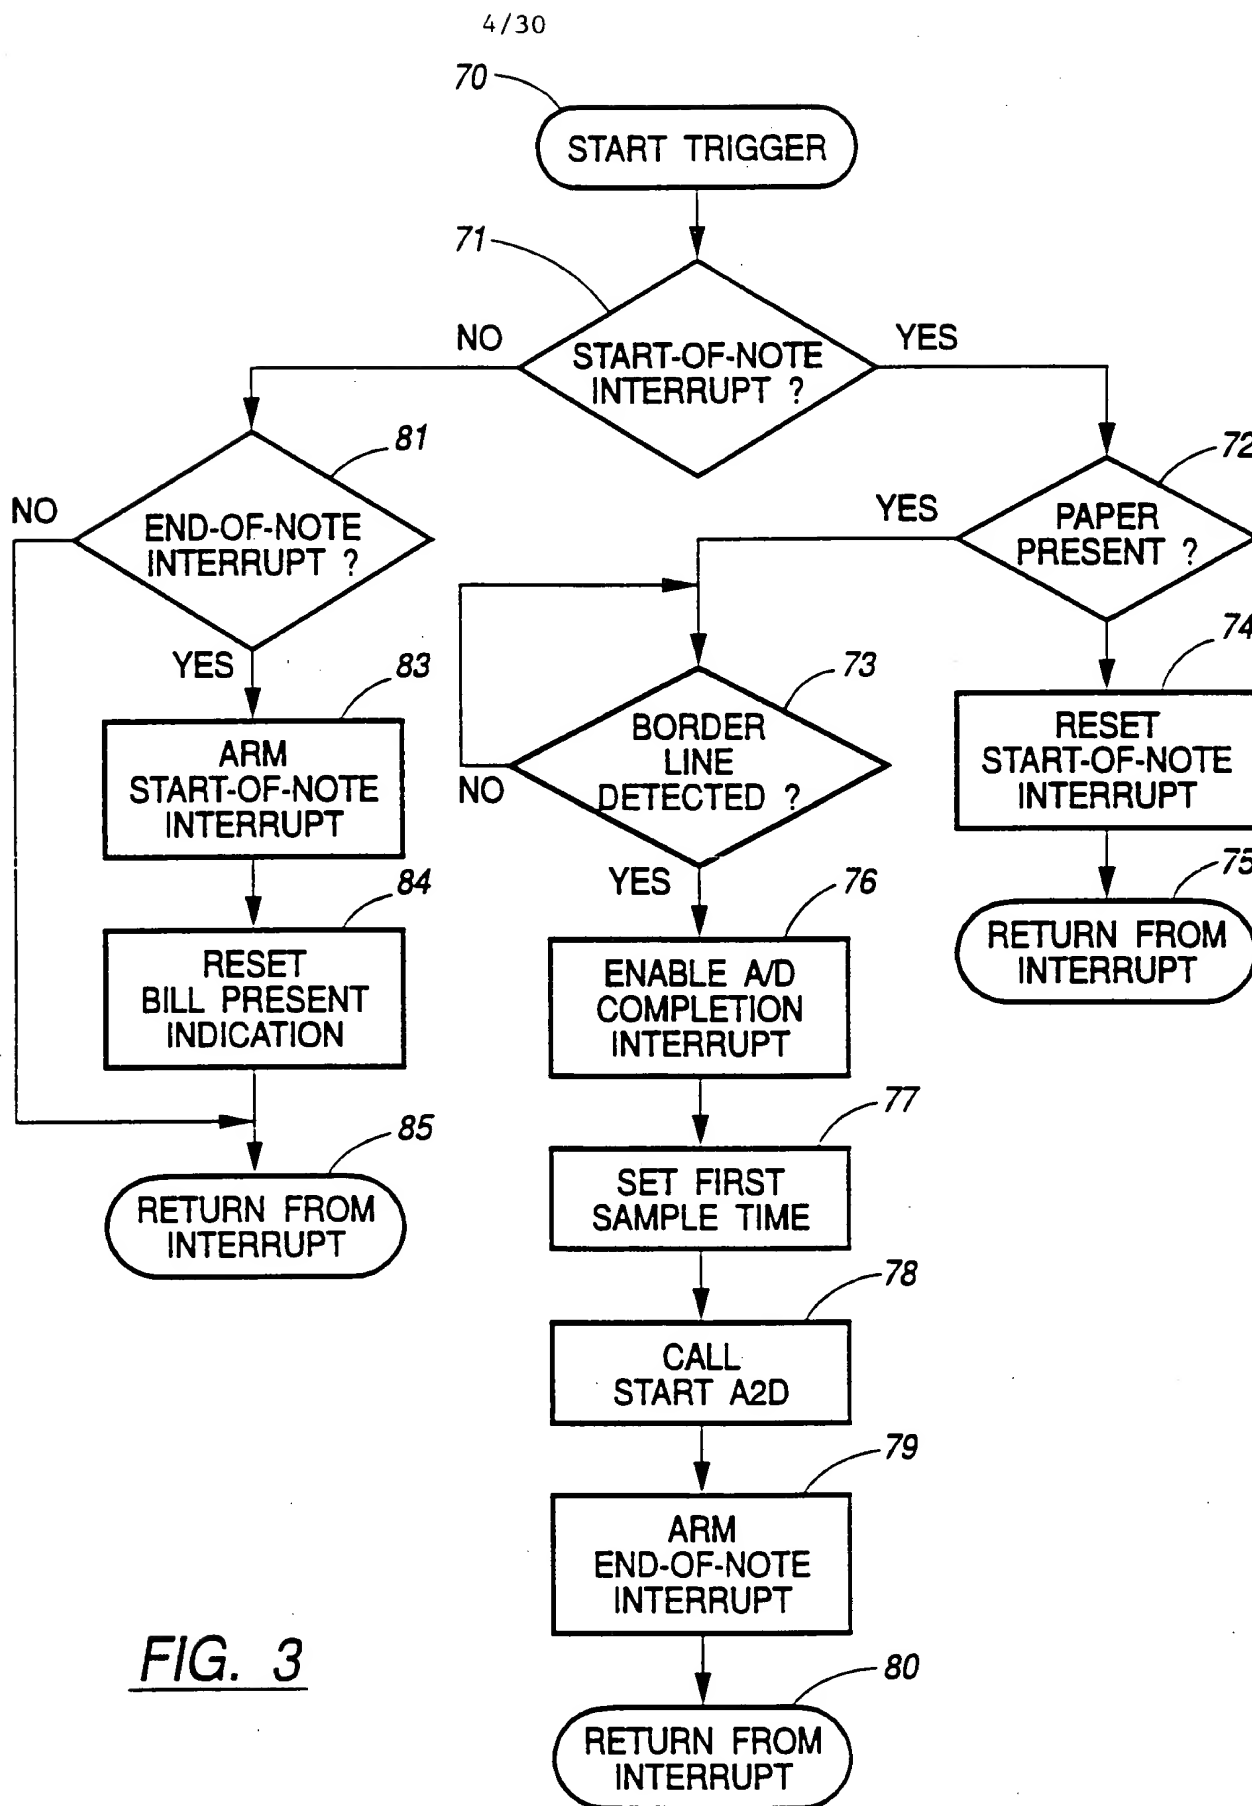 4/30
70
START TRIGGER
71
NO
YES
START-OF-NOTE
INTERRUPT ?
81
72
NO
YES
END-OF-NOTE
INTERRUPT ?
PAPER
PRESENT ?
YES
83
73
74
ARM
START-OF-NOTE
INTERRUPT
BORDER
LINE
DETECTED ?
NO
RESET
START-OF-NOTE
INTERRUPT
84
YES
76
75
RESET
BILL PRESENT
INDICATION
ENABLE A/D
COMPLETION
INTERRUPT
RETURN FROM
INTERRUPT
85
77
RETURN FROM
INTERRUPT
SET FIRST
SAMPLE TIME
78
CALL
START A2D
79
ARM
END-OF-NOTE
INTERRUPT
FIG. 3
80
RETURN FROM
INTERRUPT